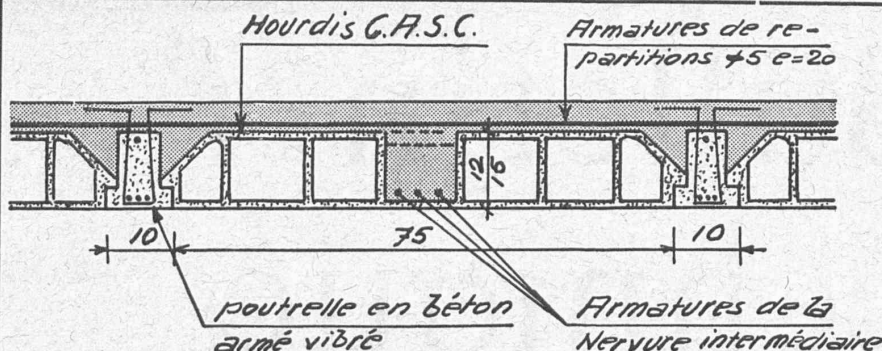 Hourdis C.A.S.C.
Armatures de re-
partitions ϕ5 e=20
12
16
10
75
10
poutrelle en béton
armé vibré
Armatures de la
Nervure intermédiaire